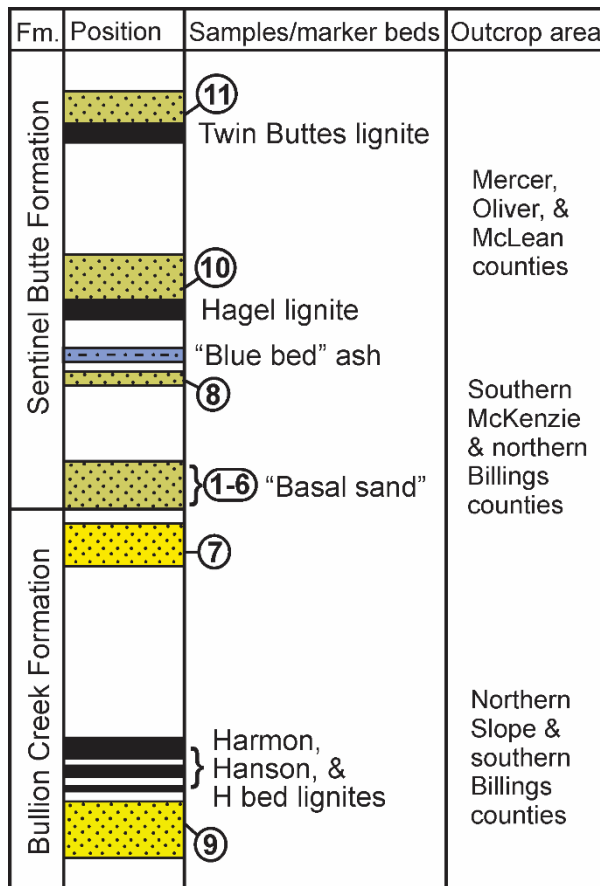 Fm. Position Samples/marker beds Outcrop area
Sentinel Butte Formation
11
Twin Buttes lignite
Mercer,
Oliver, &
McLean
counties
10
Hagel lignite
“Blue bed” ash
8
Southern
McKenzie
& northern
Billings
counties
1-6 “Basal sand”
Bullion Creek Formation
7
Harmon,
Hanson, &
H bed lignites
Northern
Slope &
southern
Billings
counties
9